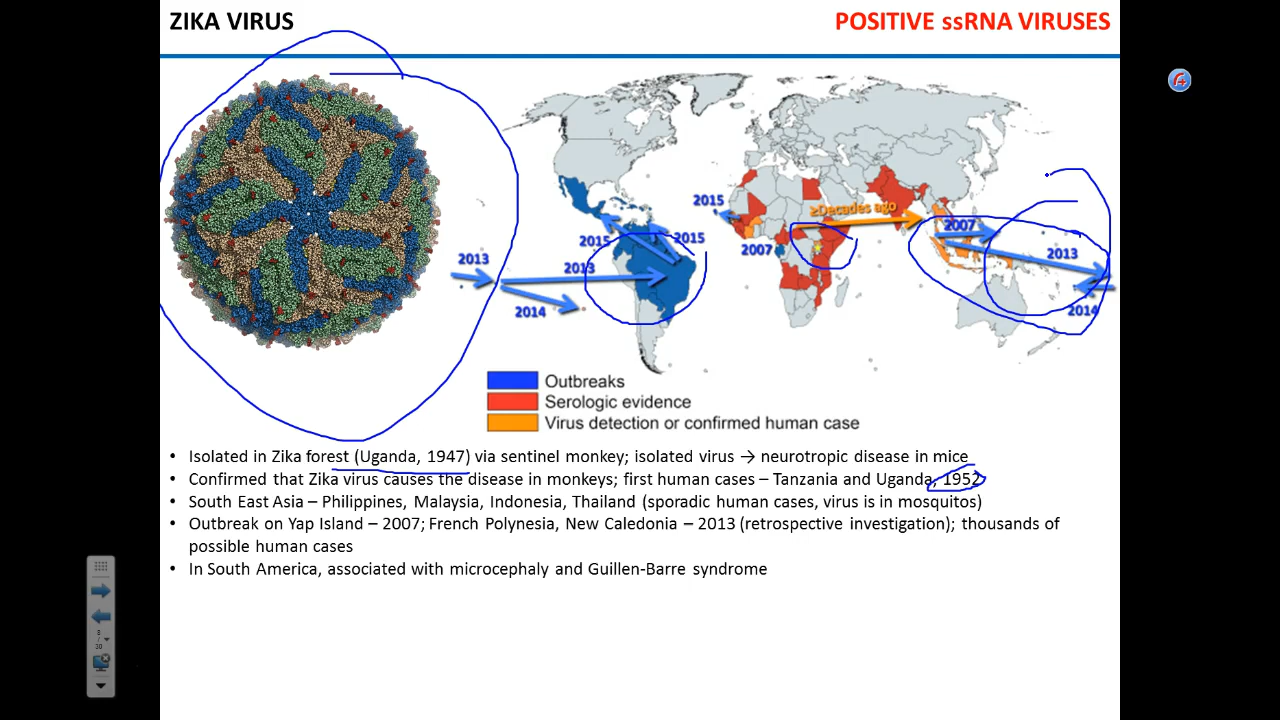 ZIKA VIRUS
POSITIVE ssRNA VIRUSES
2015
≥Decades ago
2007
2015
2015
2007
2013
2013
2013
2014
2014
Outbreaks
Serologic evidence
Virus detection or confirmed human case
• Isolated in Zika forest (Uganda, 1947) via sentinel monkey; isolated virus → neurotropic disease in mice
• Confirmed that Zika virus causes the disease in monkeys; first human cases – Tanzania and Uganda, 1952
• South East Asia – Philippines, Malaysia, Indonesia, Thailand (sporadic human cases, virus is in mosquitos)
• Outbreak on Yap Island – 2007; French Polynesia, New Caledonia – 2013 (retrospective investigation); thousands of
possible human cases
• In South America, associated with microcephaly and Guillen-Barre syndrome
8
/
30